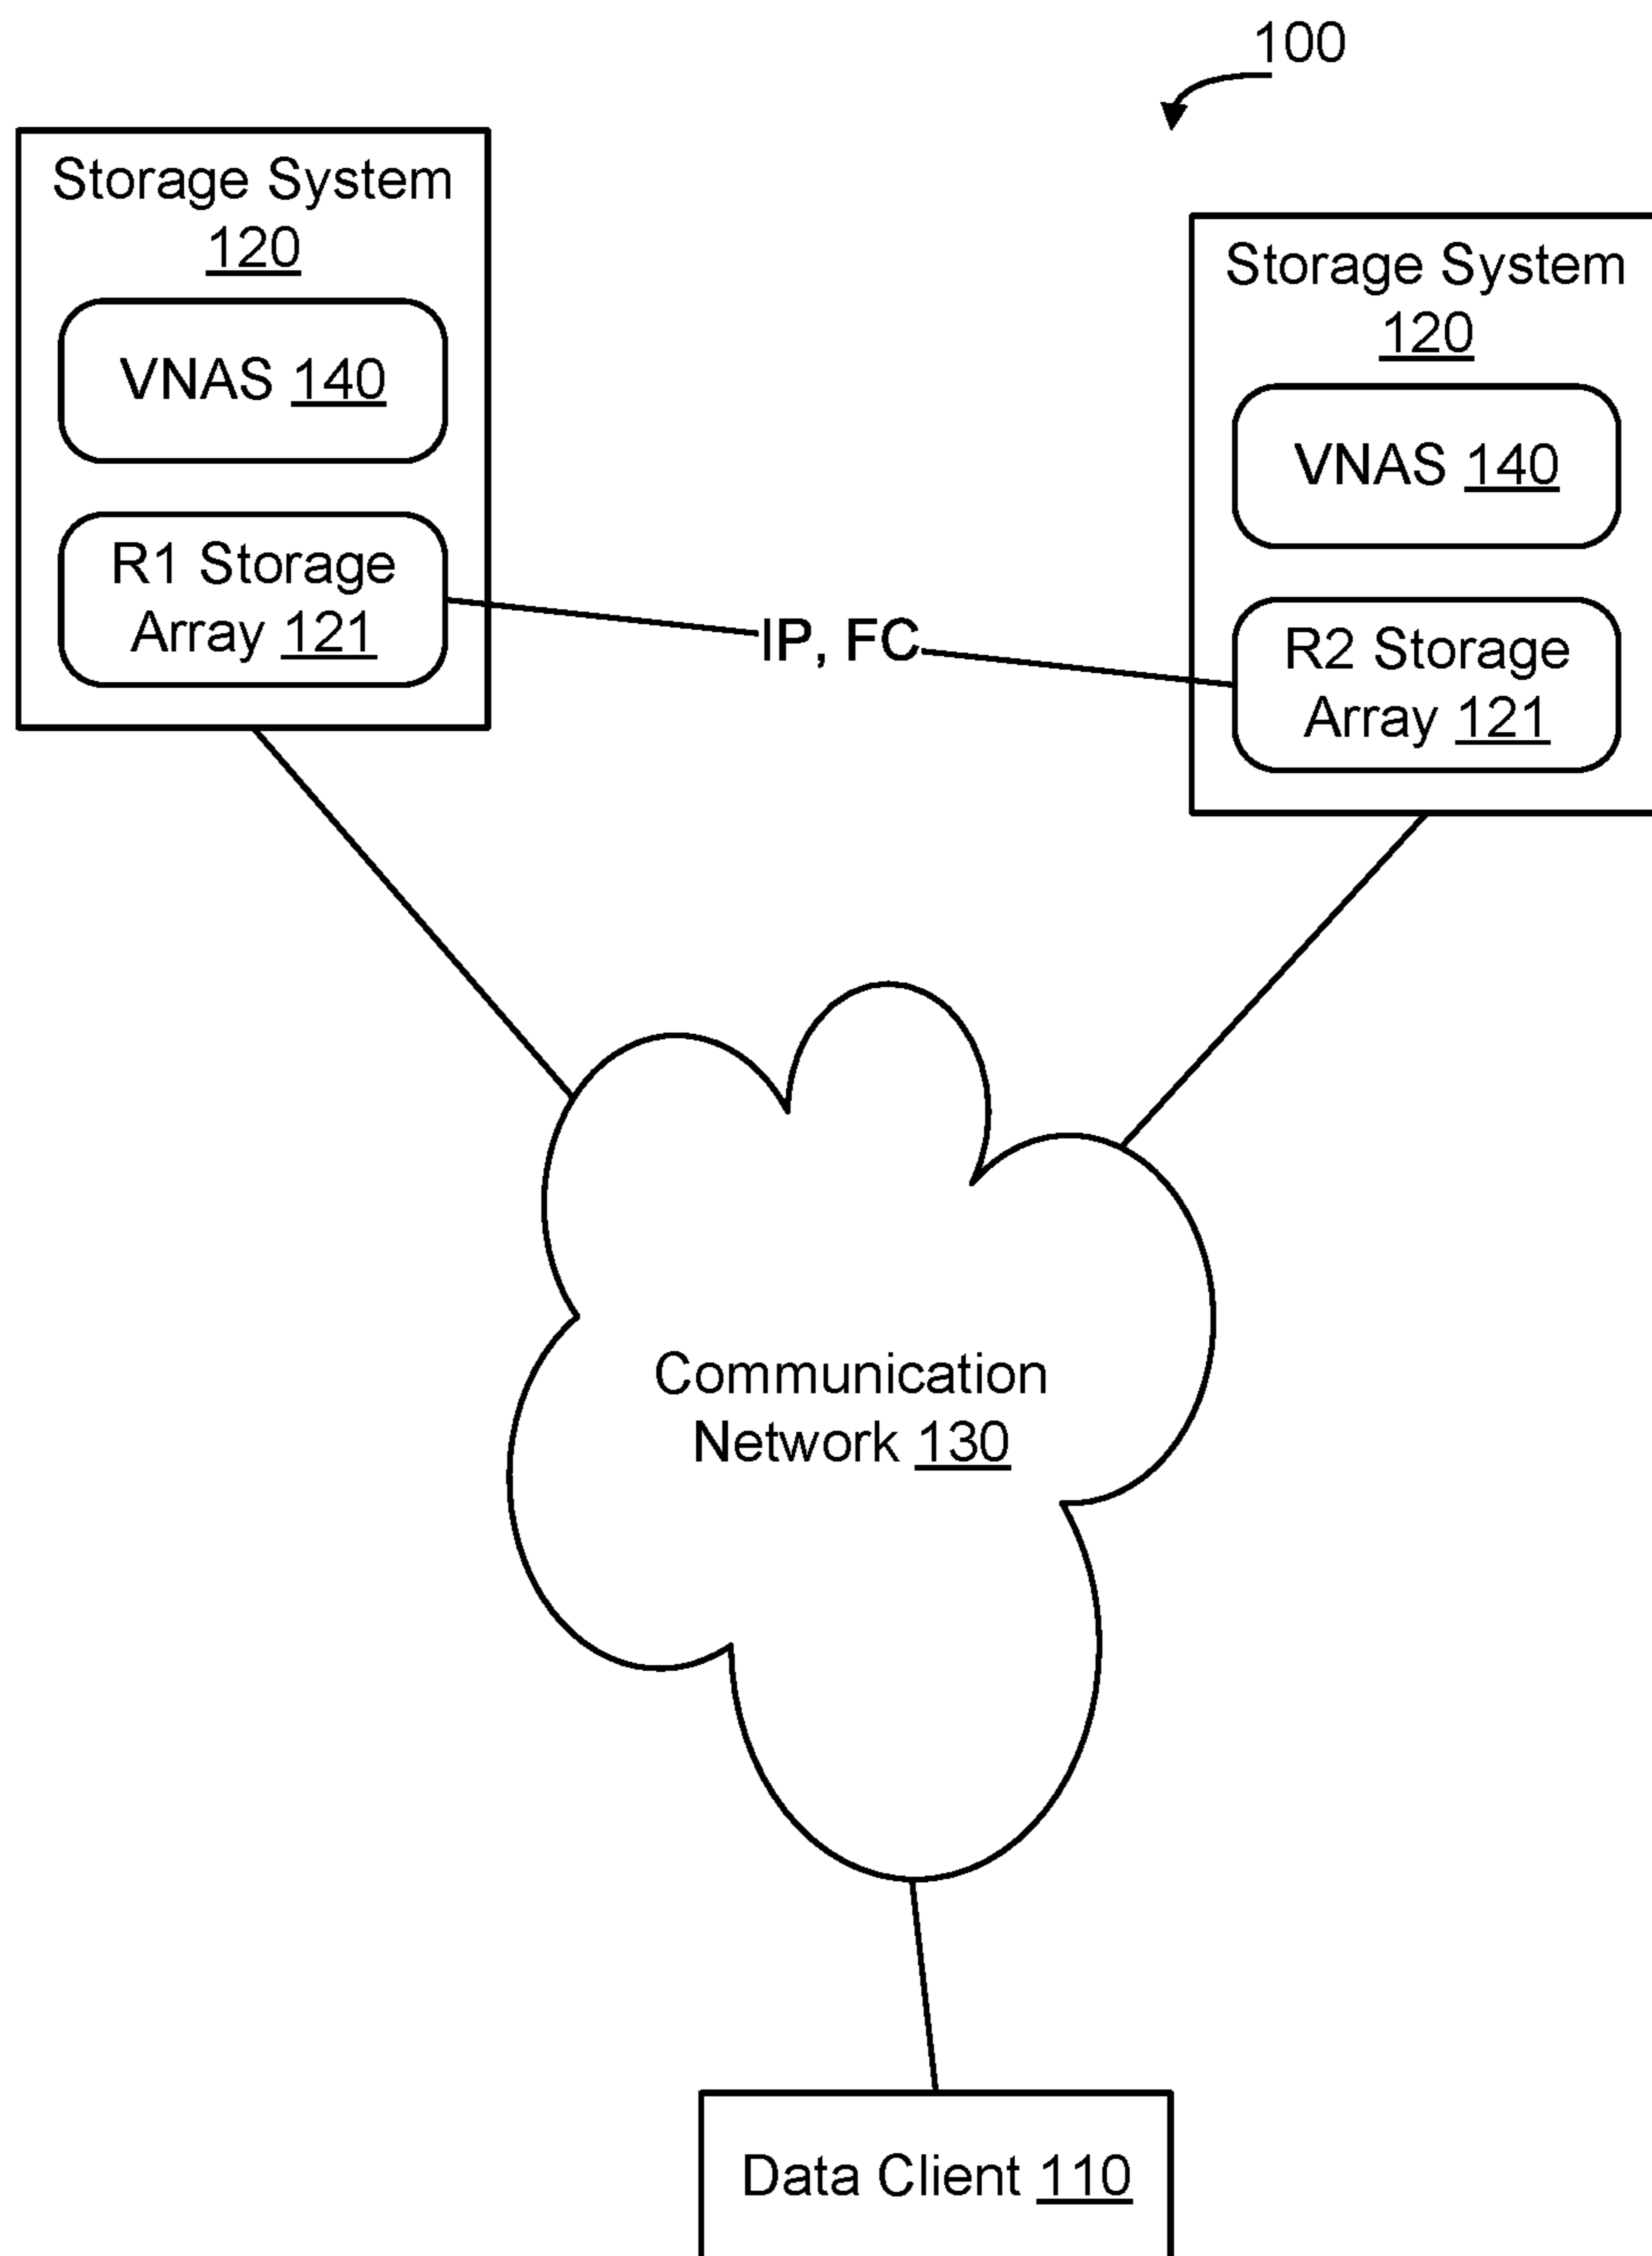 100
Storage System
120
VNAS 140
R1 Storage
Array 121
IP, FC
Storage System
120
VNAS 140
R2 Storage
Array 121
Communication
Network 130
Data Client 110